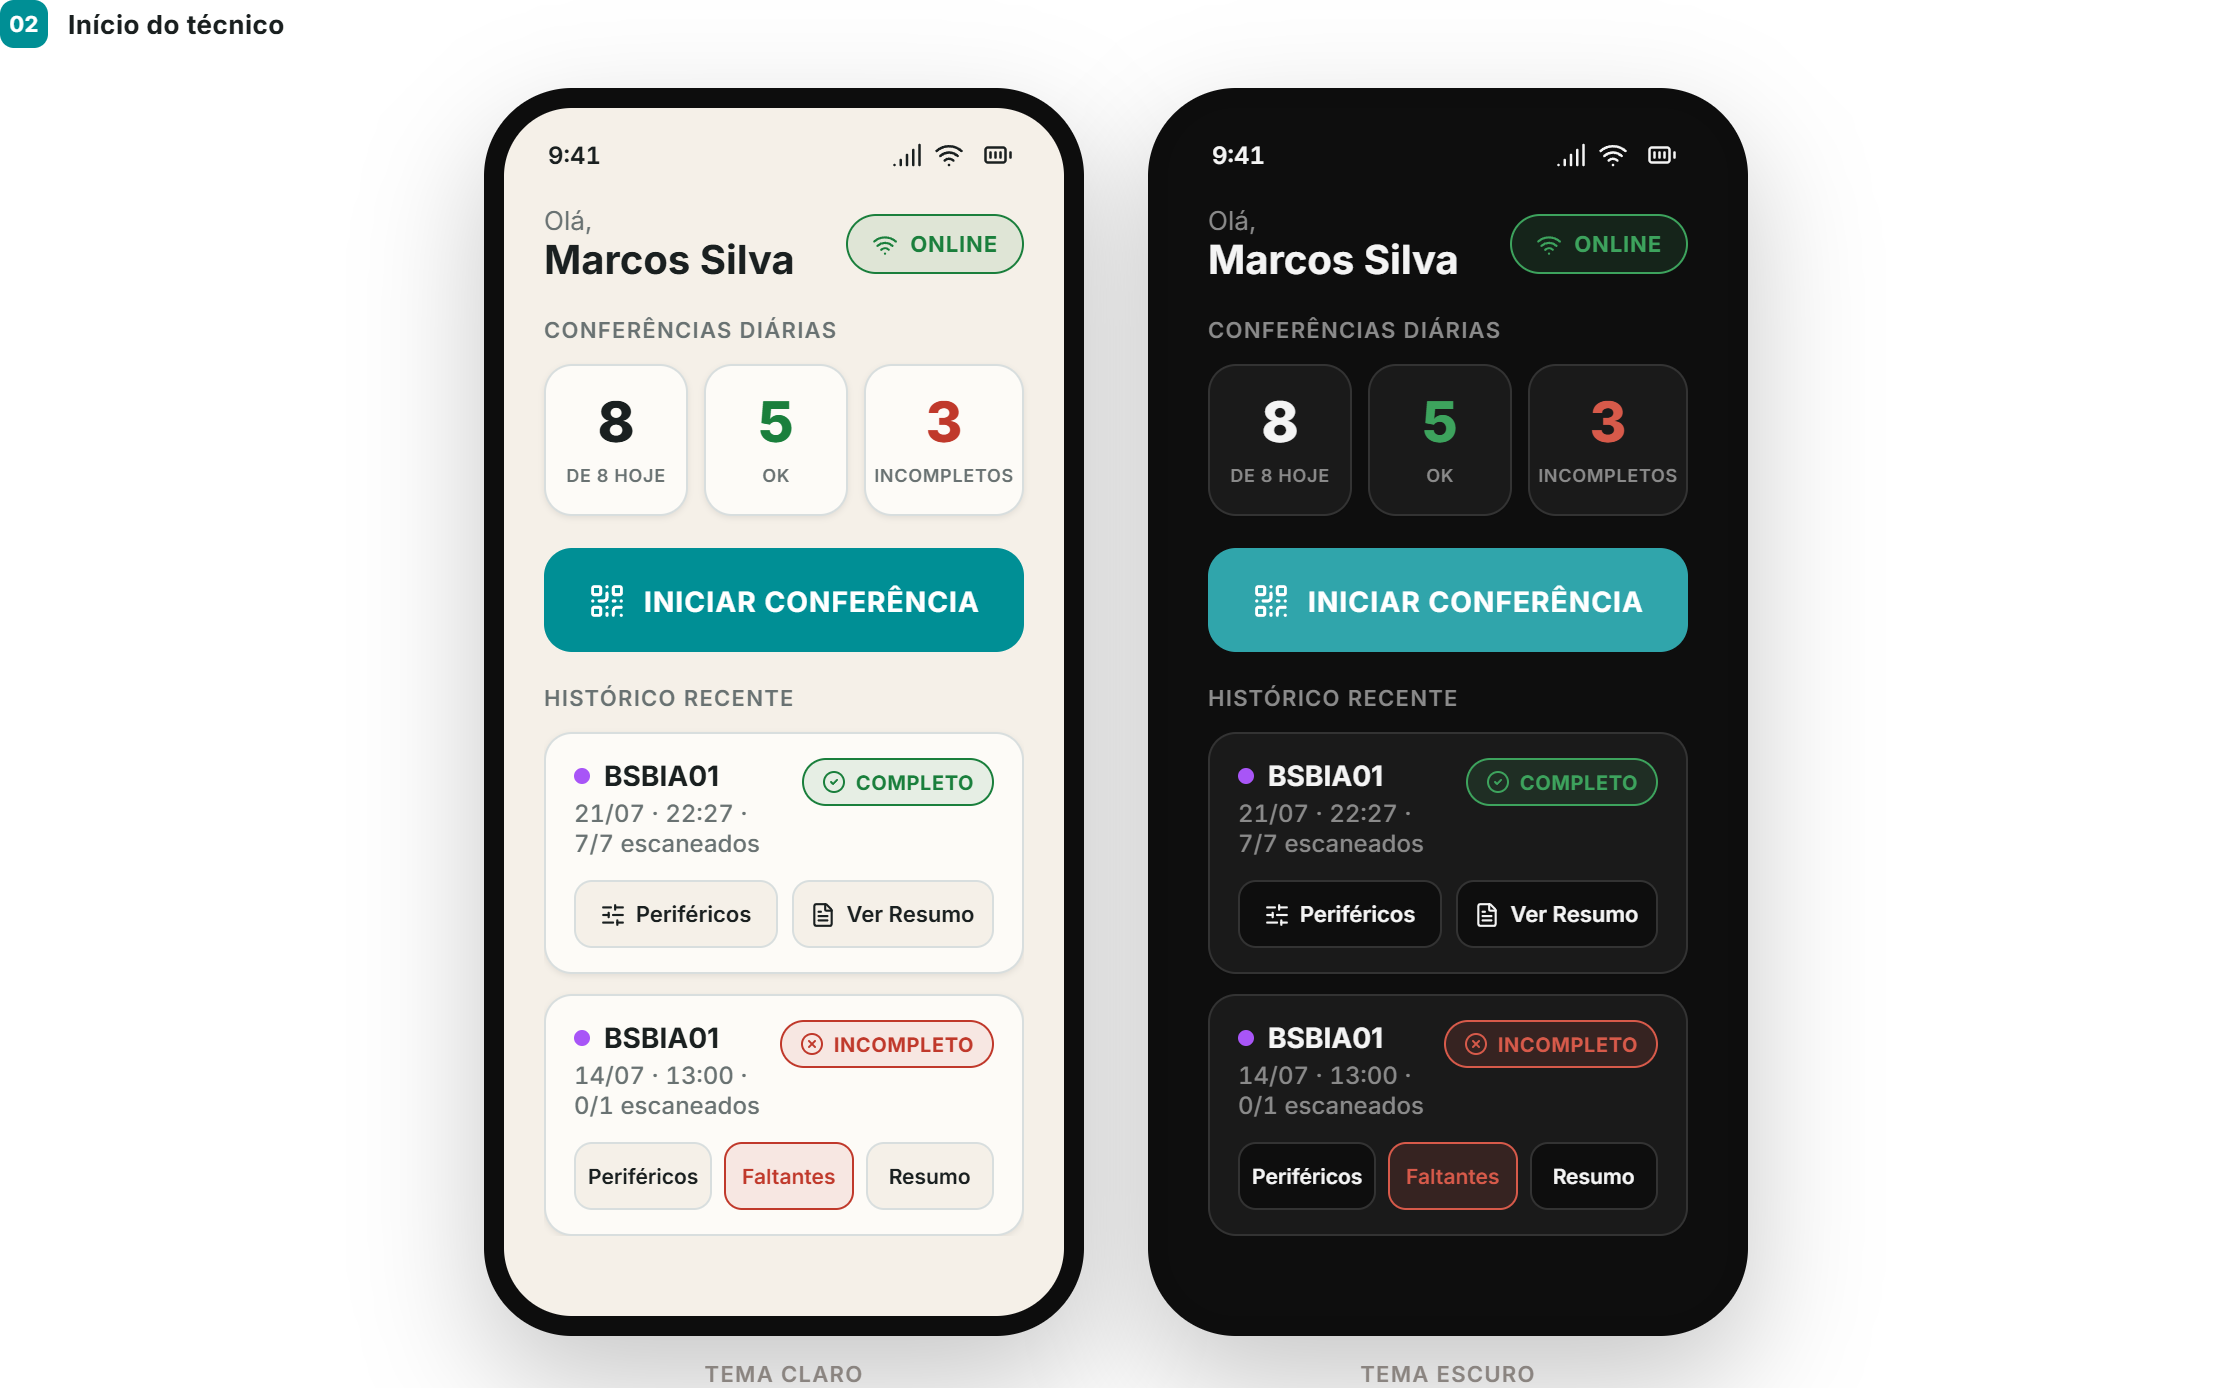 02 Início do técnico
9:41
Olá,
Marcos Silva
ONLINE
CONFERÊNCIAS DIÁRIAS
8
DE 8 HOJE
5
OK
3
INCOMPLETOS
INICIAR CONFERÊNCIA
HISTÓRICO RECENTE
BSBIA01
COMPLETO
21/07 · 22:27 ·
7/7 escaneados
Periféricos
Ver Resumo
BSBIA01
INCOMPLETO
14/07 · 13:00 ·
0/1 escaneados
Periféricos
Faltantes
Resumo
TEMA CLARO
9:41
Olá,
Marcos Silva
ONLINE
CONFERÊNCIAS DIÁRIAS
8
DE 8 HOJE
5
OK
3
INCOMPLETOS
INICIAR CONFERÊNCIA
HISTÓRICO RECENTE
BSBIA01
COMPLETO
21/07 · 22:27 ·
7/7 escaneados
Periféricos
Ver Resumo
BSBIA01
INCOMPLETO
14/07 · 13:00 ·
0/1 escaneados
Periféricos
Faltantes
Resumo
TEMA ESCURO